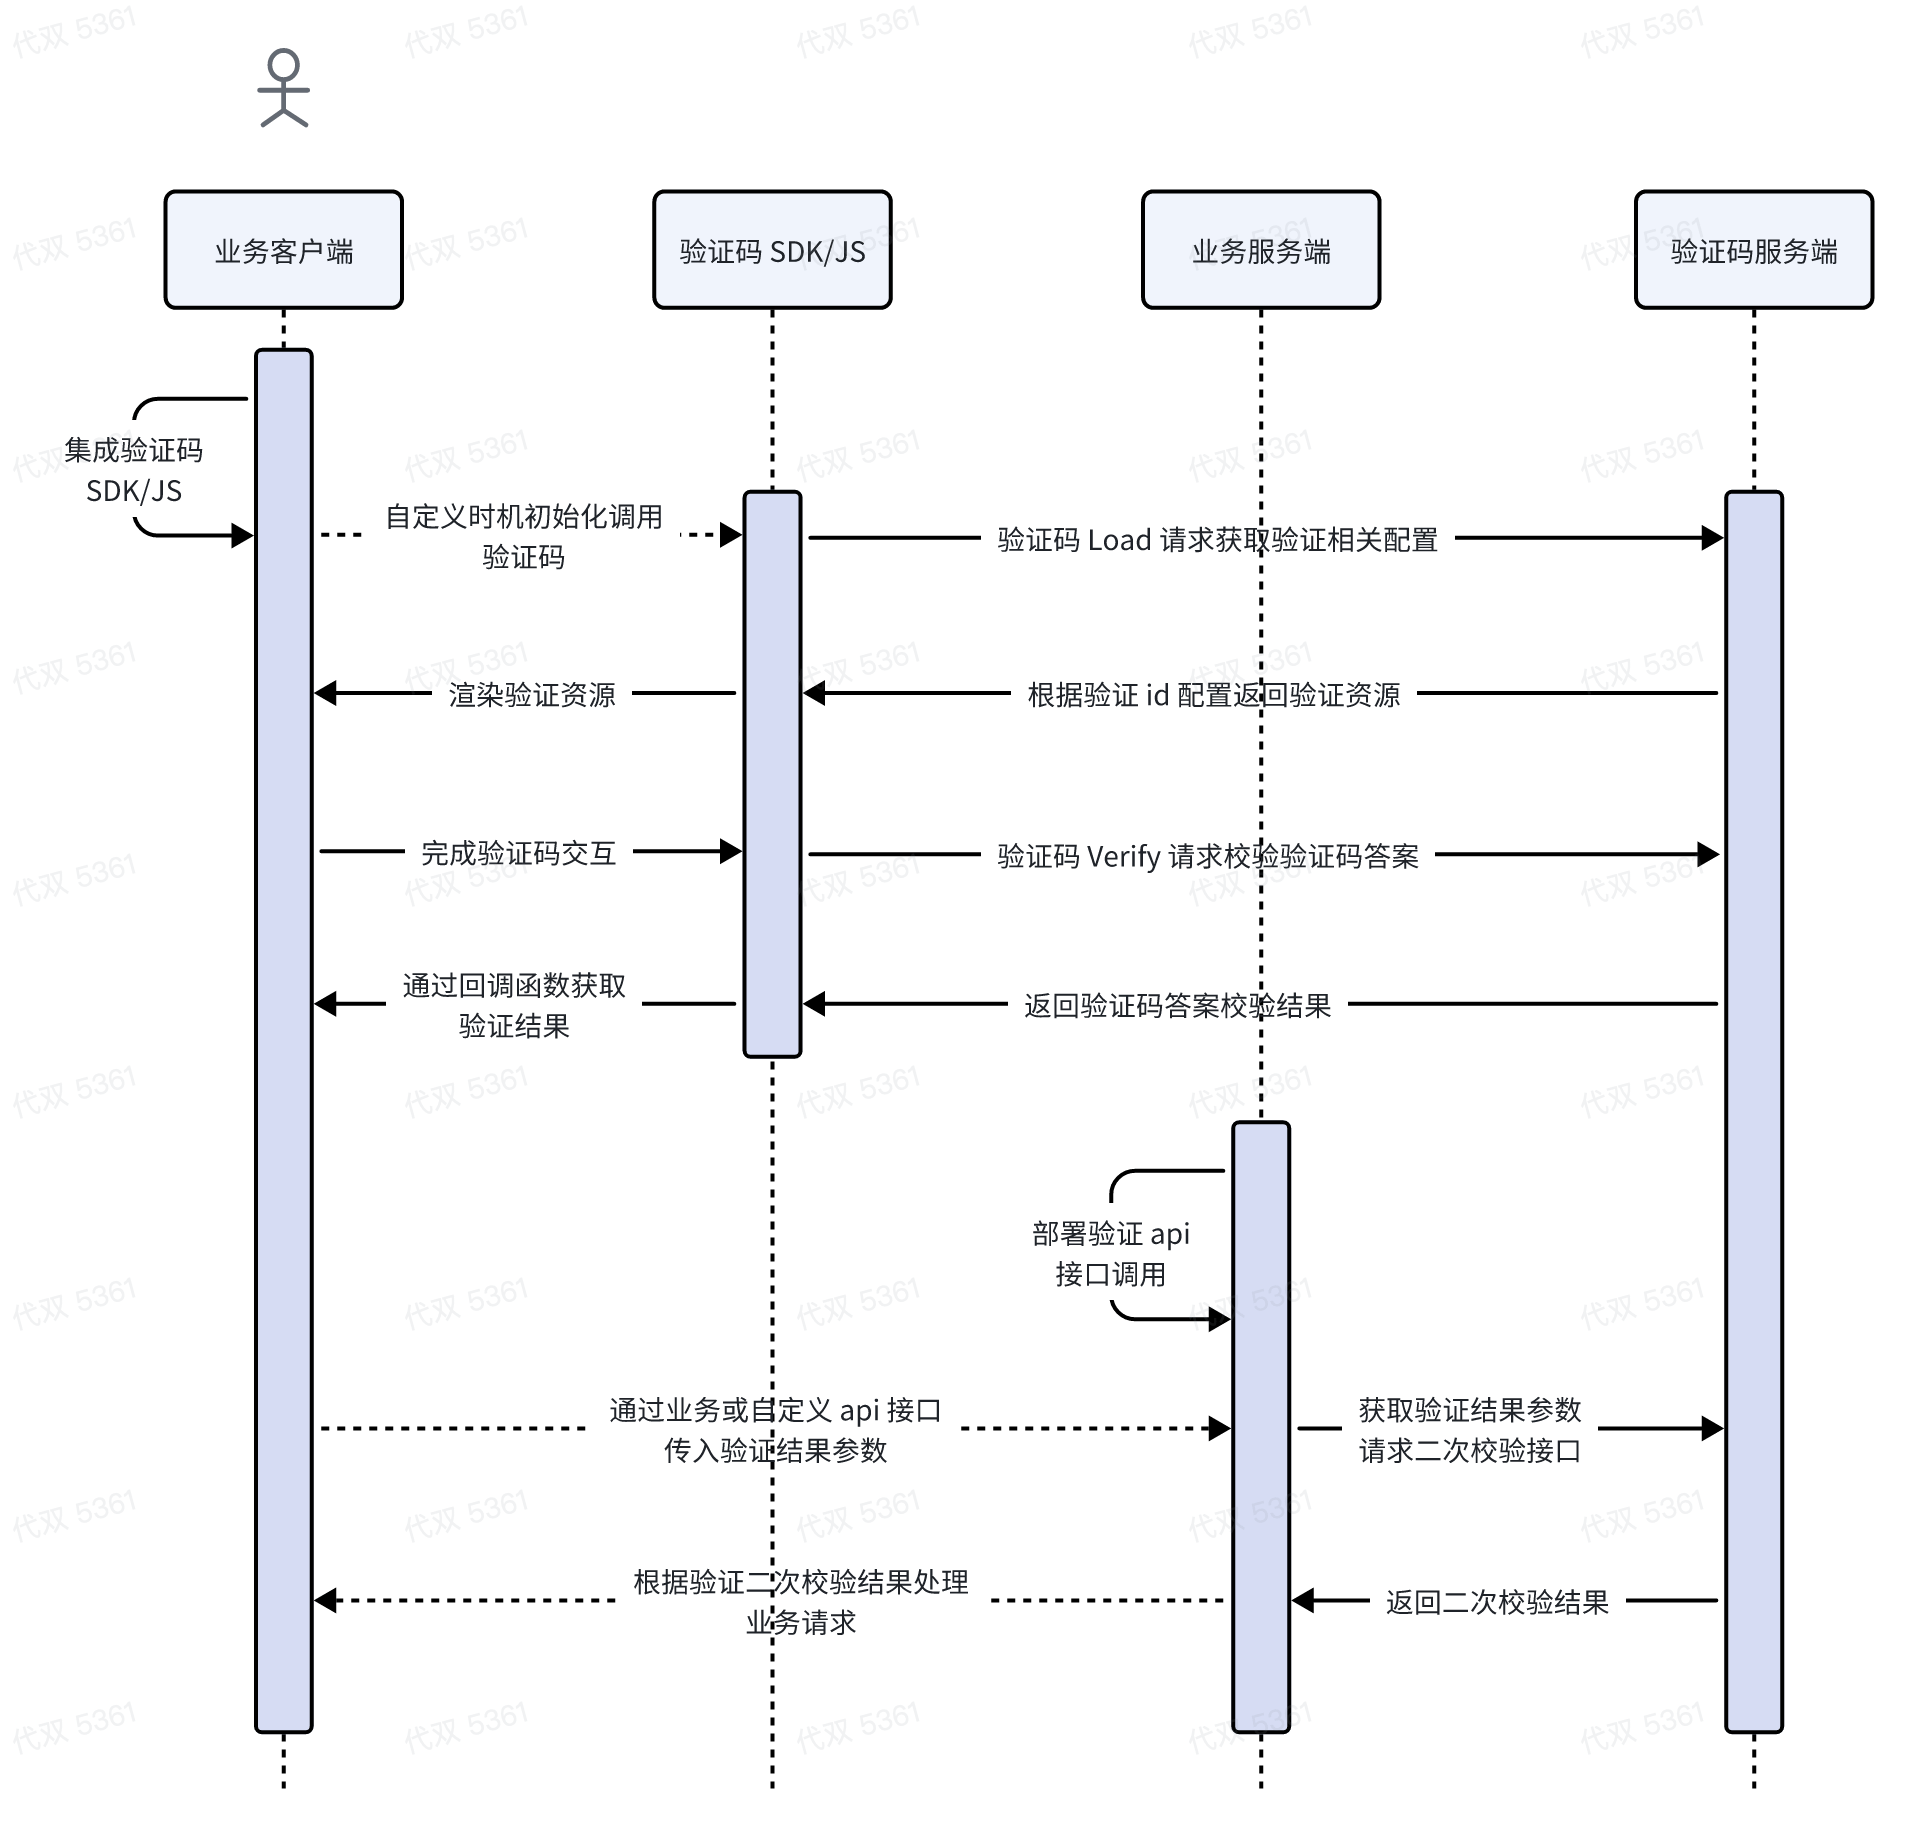 业务客户端
验证码 SDK/JS
业务服务端
验证码服务端
集成验证码
SDK/JS
自定义时机初始化调用
验证码
验证码 Load 请求获取验证相关配置
渲染验证资源
根据验证 id 配置返回验证资源
完成验证码交互
验证码 Verify 请求校验验证码答案
通过回调函数获取
验证结果
返回验证码答案校验结果
部署验证 api
接口调用
通过业务或自定义 api 接口
传入验证结果参数
获取验证结果参数
请求二次校验接口
根据验证二次校验结果处理
业务请求
返回二次校验结果
代双 5361